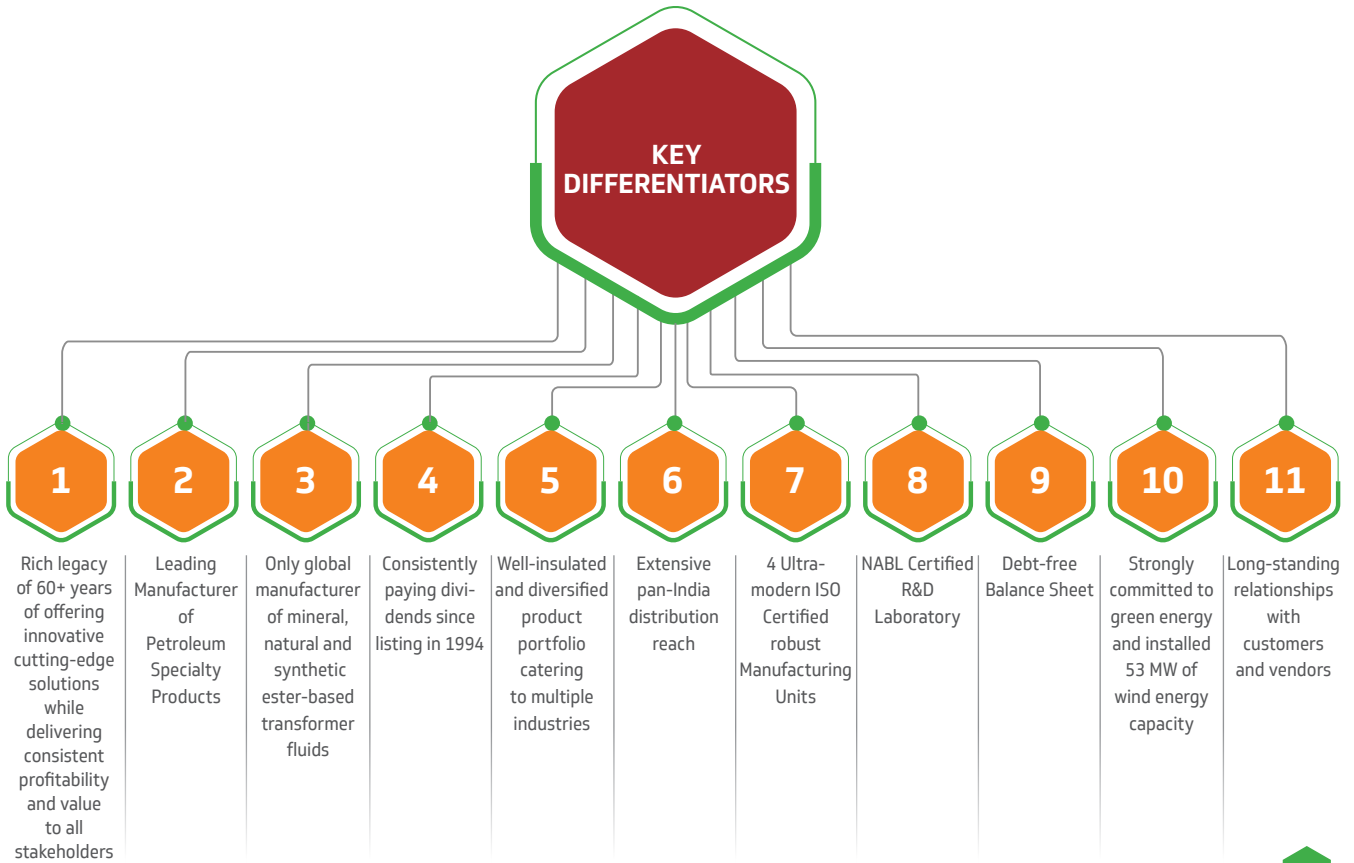 KEY
DIFFERENTIATORS
1
Rich legacy
of 60+ years
of offering
innovative
cutting-edge
solutions
while
delivering
consistent
profitability
and value
to all
stakeholders
2
Leading
Manufacturer
of
Petroleum
Specialty
Products
3
Only global
manufacturer
of mineral,
natural and
synthetic
ester-based
transformer
fluids
4
Consistently
paying divi-
dends since
listing in 1994
5
Well-insulated
and diversified
product
portfolio
catering
to multiple
industries
6
Extensive
pan-India
distribution
reach
7
4 Ultra-
modern ISO
Certified
robust
Manufacturing
Units
8
NABL Certified
R&D
Laboratory
9
Debt-free
Balance Sheet
10
Strongly
committed to
green energy
and installed
53 MW of
wind energy
capacity
11
Long-standing
relationships
with
customers
and vendors